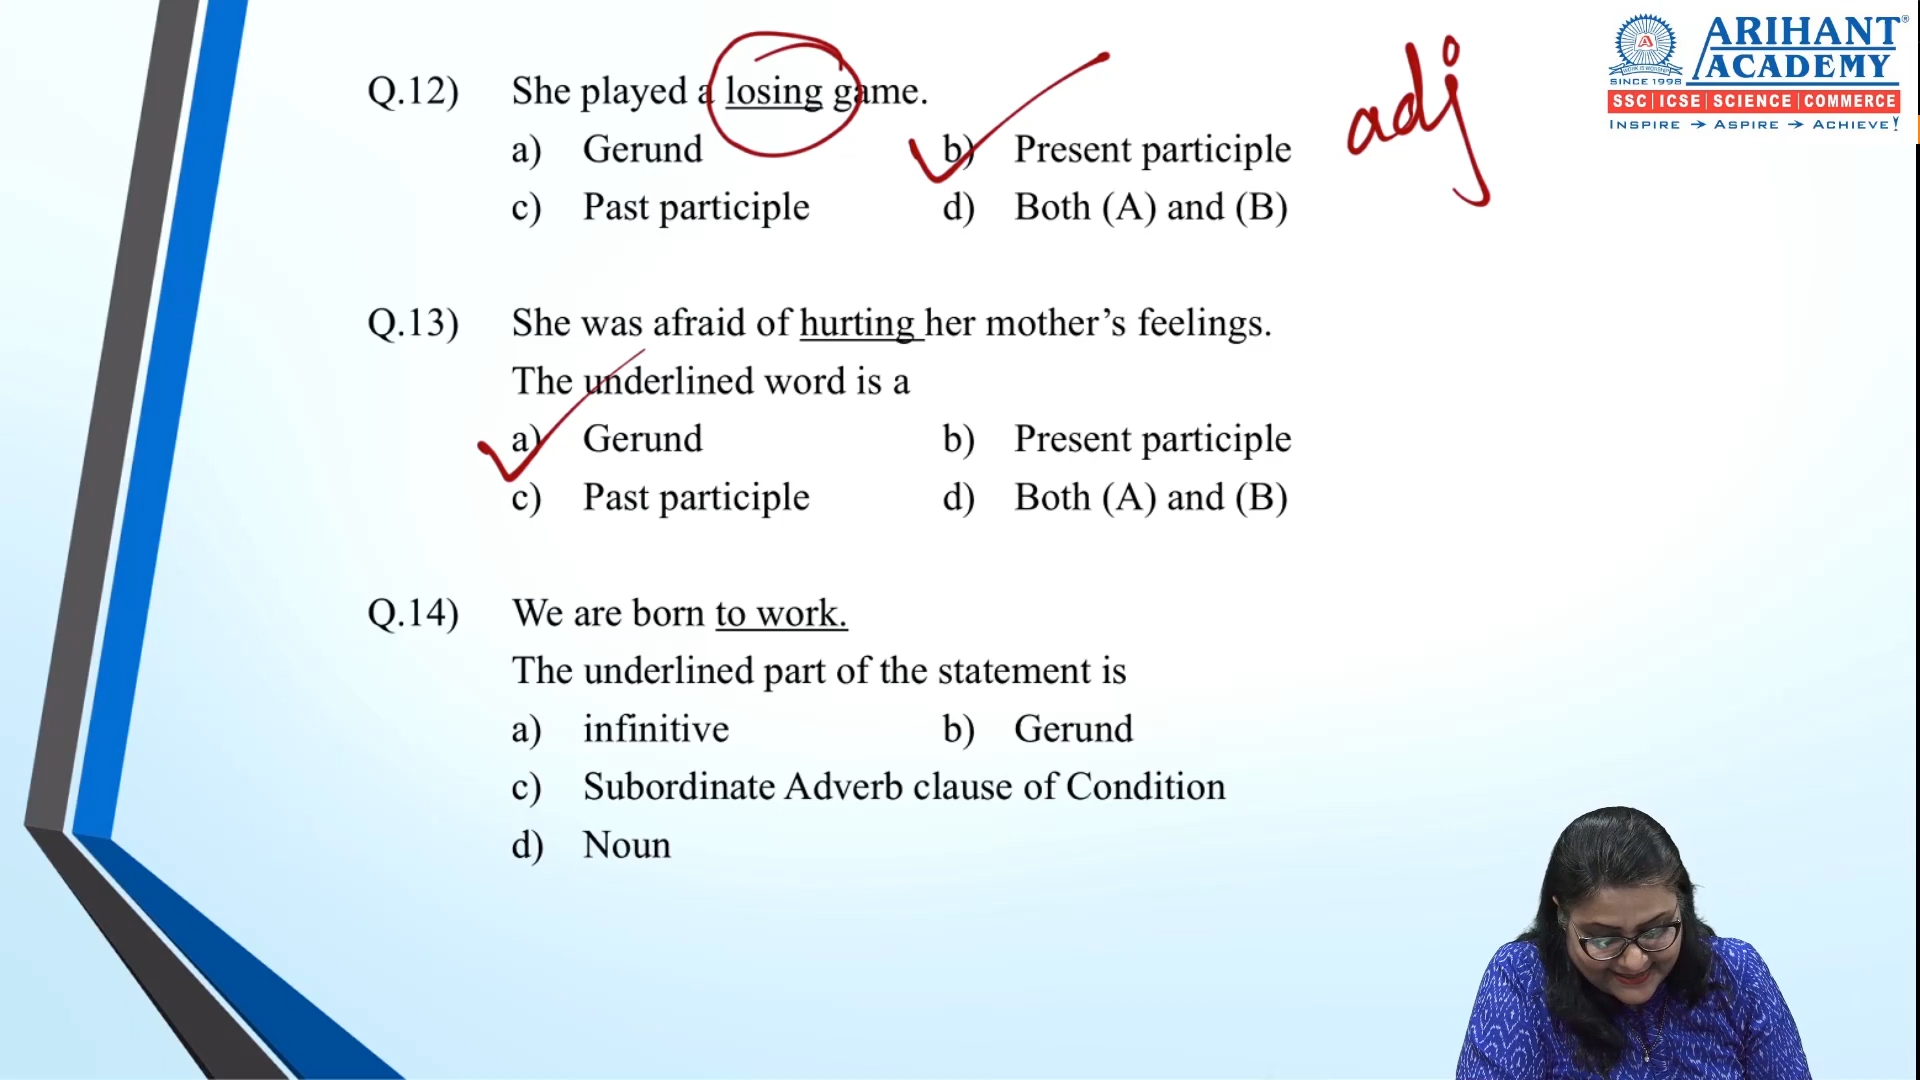 Q.12) She played a losing game.
a) Gerund b) Present participle
c) Past participle d) Both (A) and (B)
adj
ARIHANT
ACADEMY
SINCE 1998
SSC | ICSE | SCIENCE | COMMERCE
INSPIRE → ASPIRE → ACHIEVE!
Q.13) She was afraid of hurting her mother’s feelings.
The underlined word is a
a) Gerund b) Present participle
c) Past participle d) Both (A) and (B)
Q.14) We are born to work.
The underlined part of the statement is
a) infinitive b) Gerund
c) Subordinate Adverb clause of Condition
d) Noun